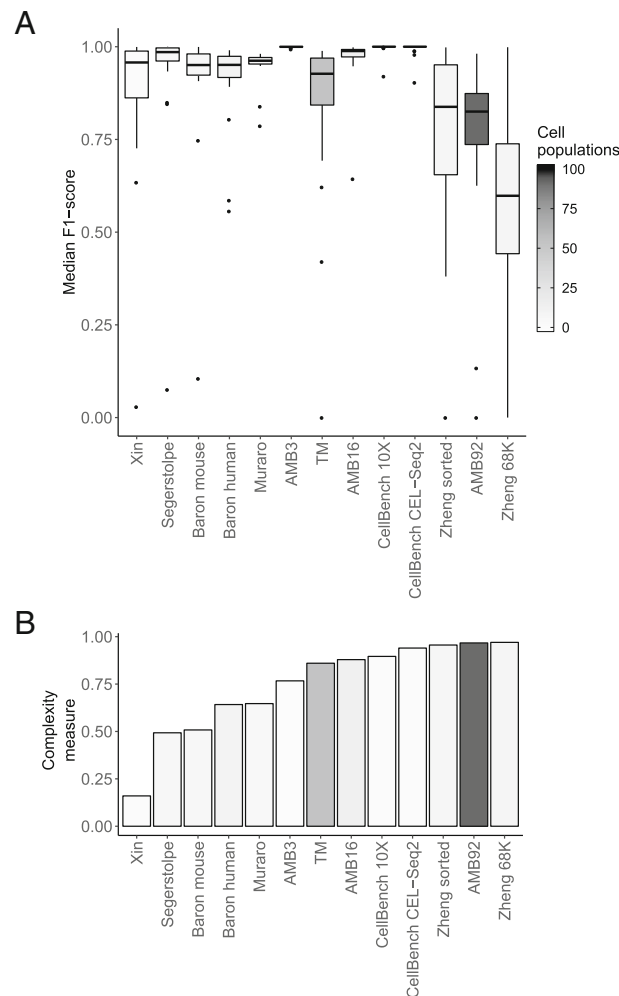 A
Median F1−score
1.00
0.75
0.50
0.25
0.00
Xin
Segerstolpe
Baron mouse
Baron human
Muraro
AMB3
TM
AMB16
CellBench 10X
CellBench CEL−Seq2
Zheng sorted
AMB92
Zheng 68K
Cell
populations
100
75
50
25
0
B
Complexity
measure
1.00
0.75
0.50
0.25
0.00
Xin
Segerstolpe
Baron mouse
Baron human
Muraro
AMB3
TM
AMB16
CellBench 10X
CellBench CEL−Seq2
Zheng sorted
AMB92
Zheng 68K